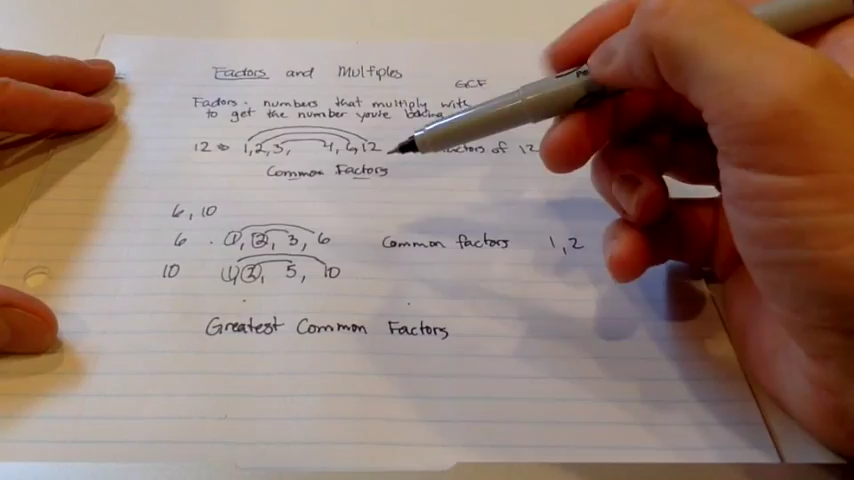 Factors and Multiples
GCF
Factors - numbers that multiply with
to get the number you're
12 → 1, 2, 3, 4, 6, 12 factors of 12
Common Factors
6, 10
6 . 1, 2, 3, 6 Common factors 1, 2
10 1, 2, 5, 10
Greatest Common Factors